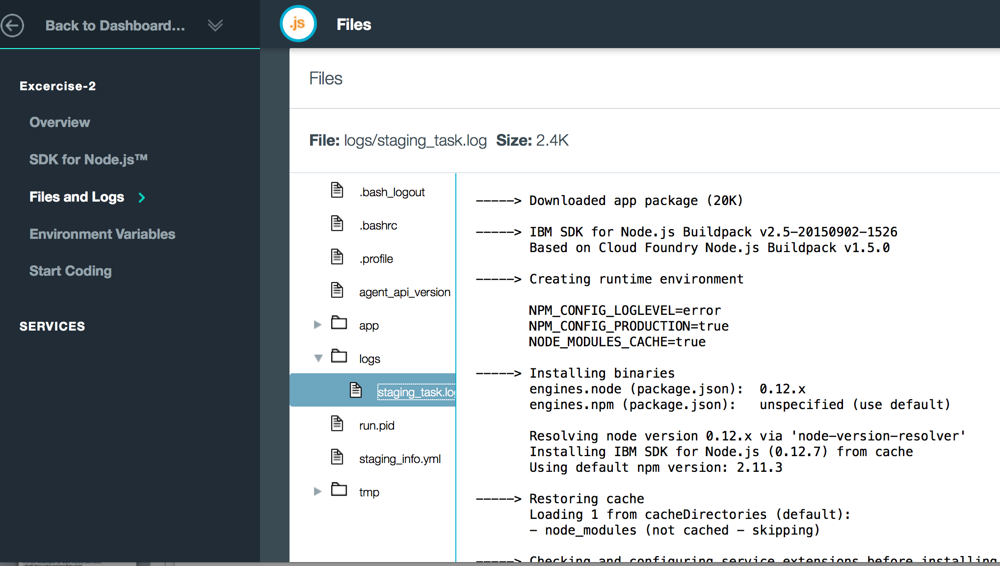 Back to Dashboard...
.js
Files
Excercise-2
Overview
SDK for Node.js™
Files and Logs
Environment Variables
Start Coding
SERVICES
Files
File: logs/staging_task.log Size: 2.4K
.bash_logout
.bashrc
.profile
agent_api_version
app
logs
staging_task.log
run.pid
staging_info.yml
tmp
-----> Downloaded app package (20K)
-----> IBM SDK for Node.js Buildpack v2.5-20150902-1526
Based on Cloud Foundry Node.js Buildpack v1.5.0
-----> Creating runtime environment
NPM_CONFIG_LOGLEVEL=error
NPM_CONFIG_PRODUCTION=true
NODE_MODULES_CACHE=true
-----> Installing binaries
engines.node (package.json): 0.12.x
engines.npm (package.json): unspecified (use default)
Resolving node version 0.12.x via 'node-version-resolver'
Installing IBM SDK for Node.js (0.12.7) from cache
Using default npm version: 2.11.3
-----> Restoring cache
Loading 1 from cacheDirectories (default):
- node_modules (not cached - skipping)
-----> Checking and configuring service extensions before installing